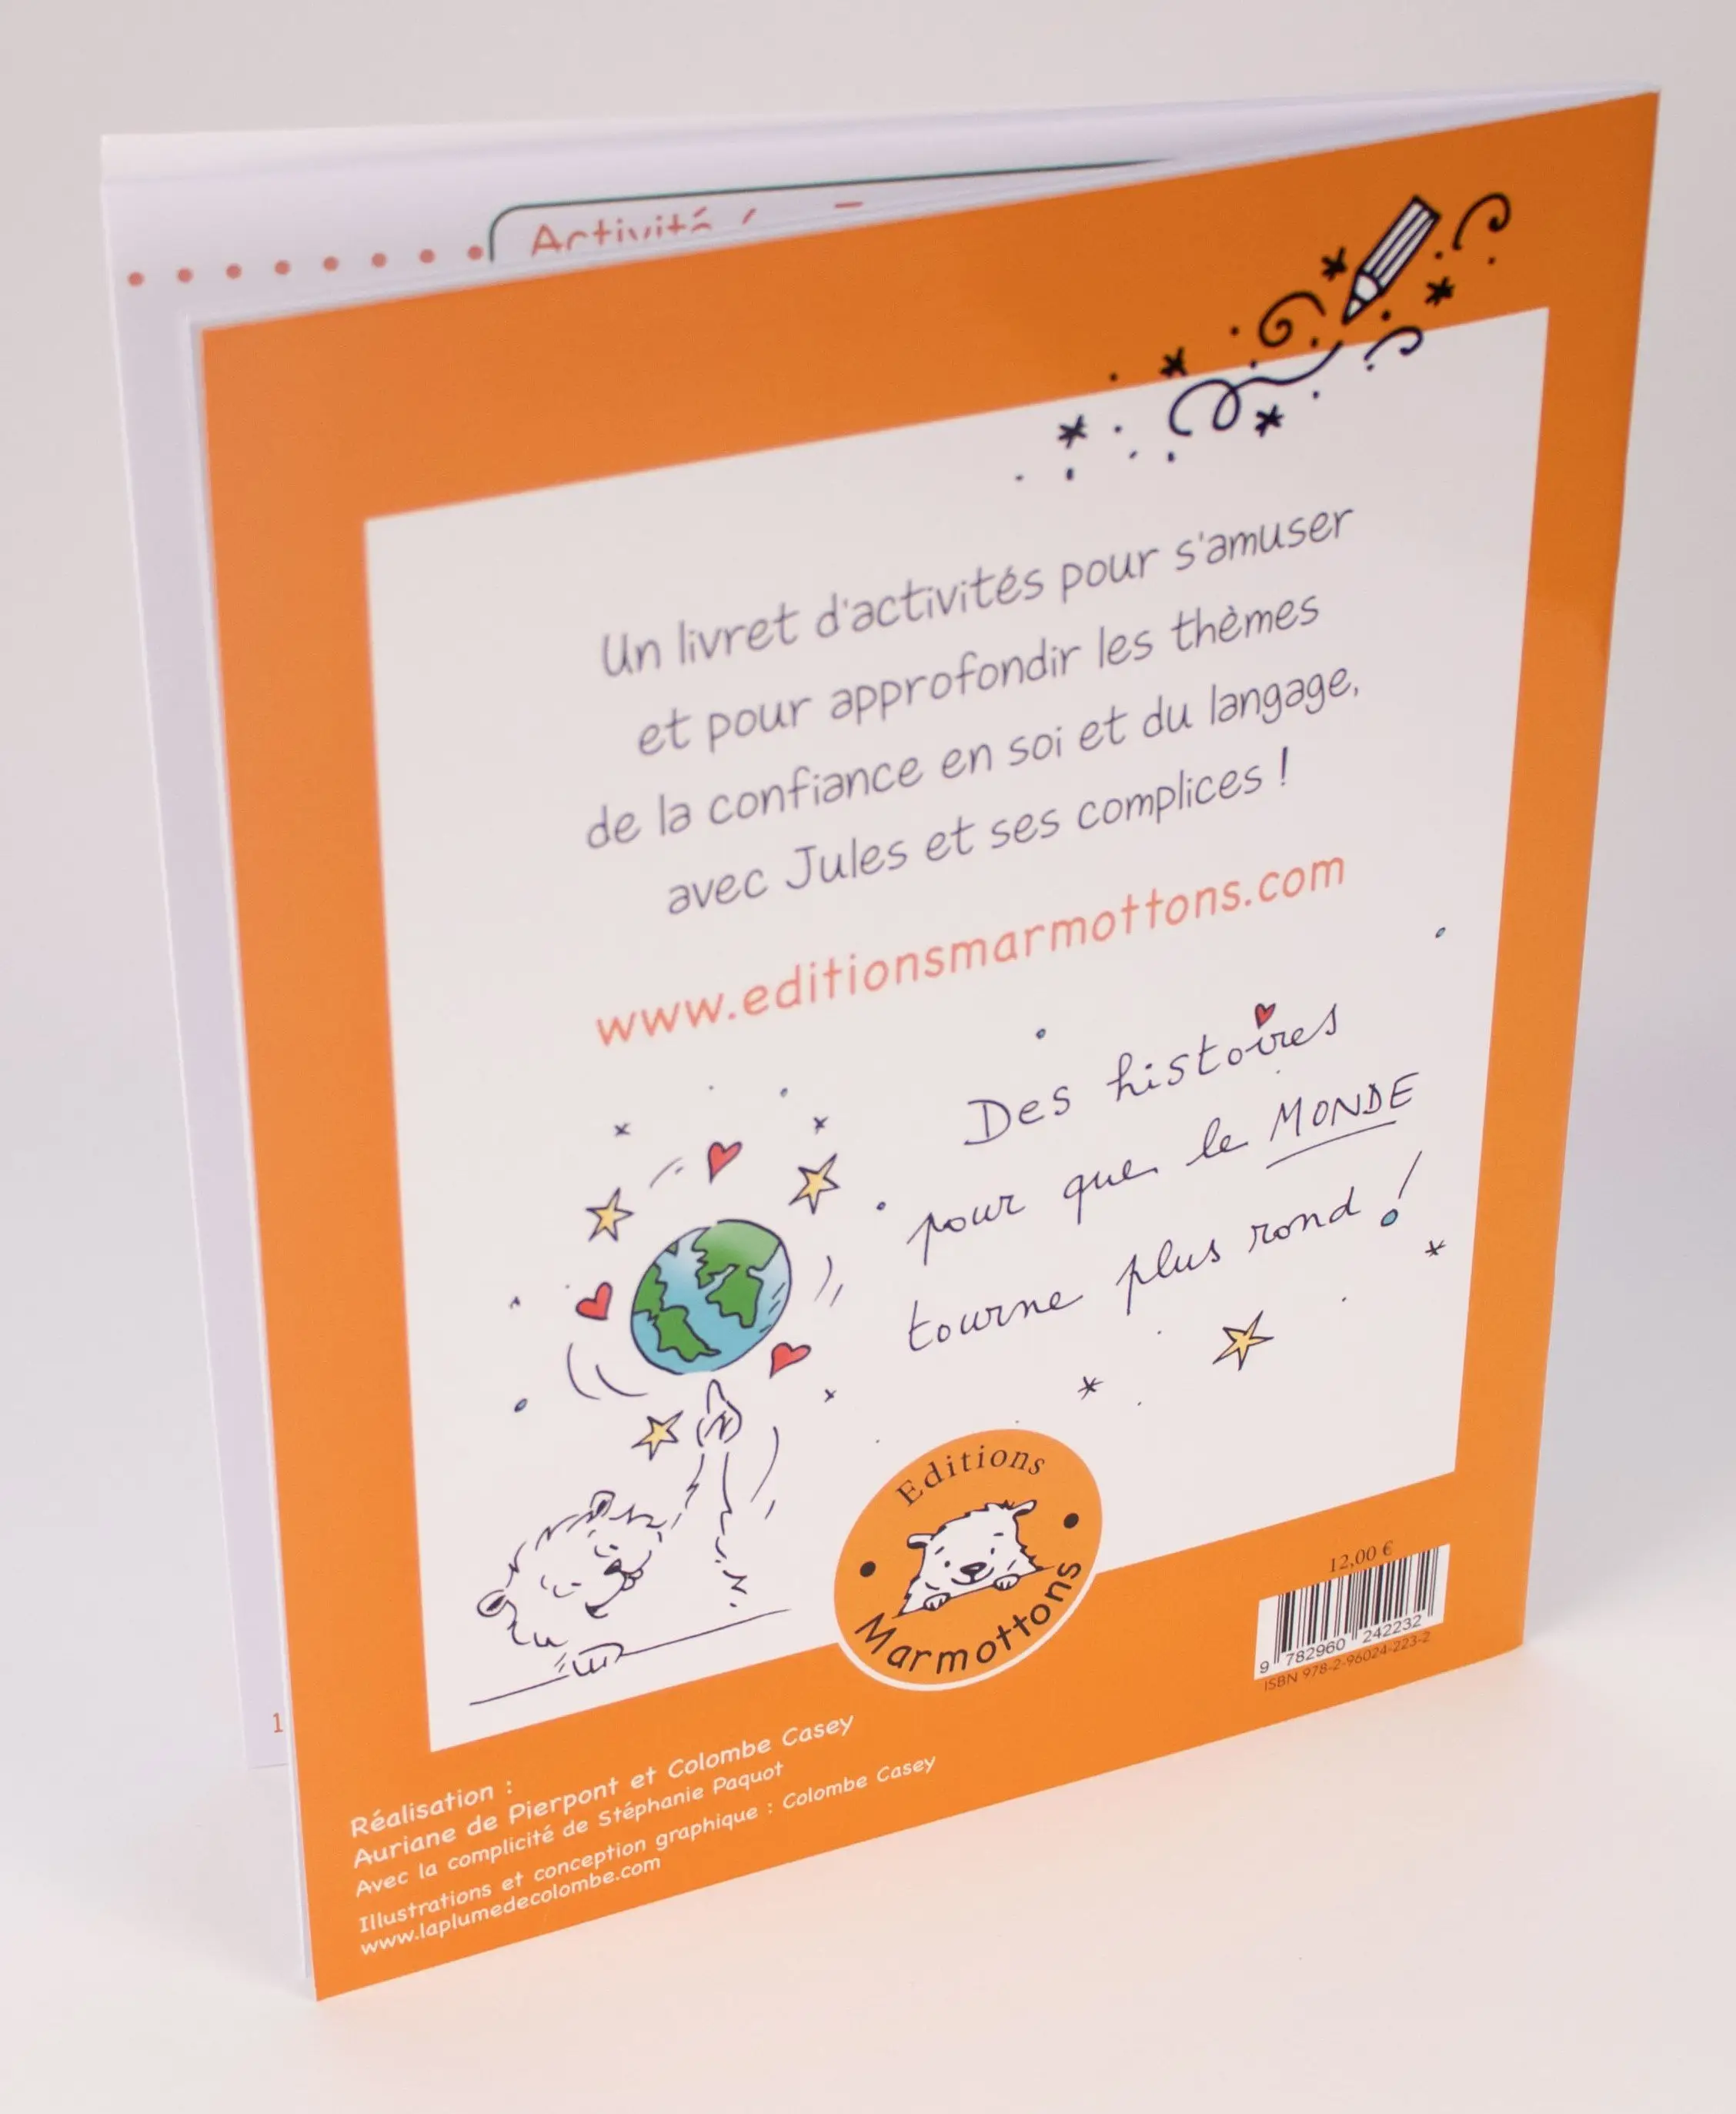 Activité
Un livret d'activités pour s'amuser
et pour approfondir les thèmes
de la confiance en soi et du langage,
avec Jules et ses complices !
www.editionsmarmottons.com
Des histoires
pour que le MONDE
tourne plus rond !
Editions
Marmottons
12,00 €
9 782960 242232
ISBN 978-2-96024-223-2
1
Réalisation :
Auriane de Pierpont et Colombe Casey
Avec la complicité de Stéphanie Paquot
Illustrations et conception graphique : Colombe Casey
www.laplumedecolombe.com